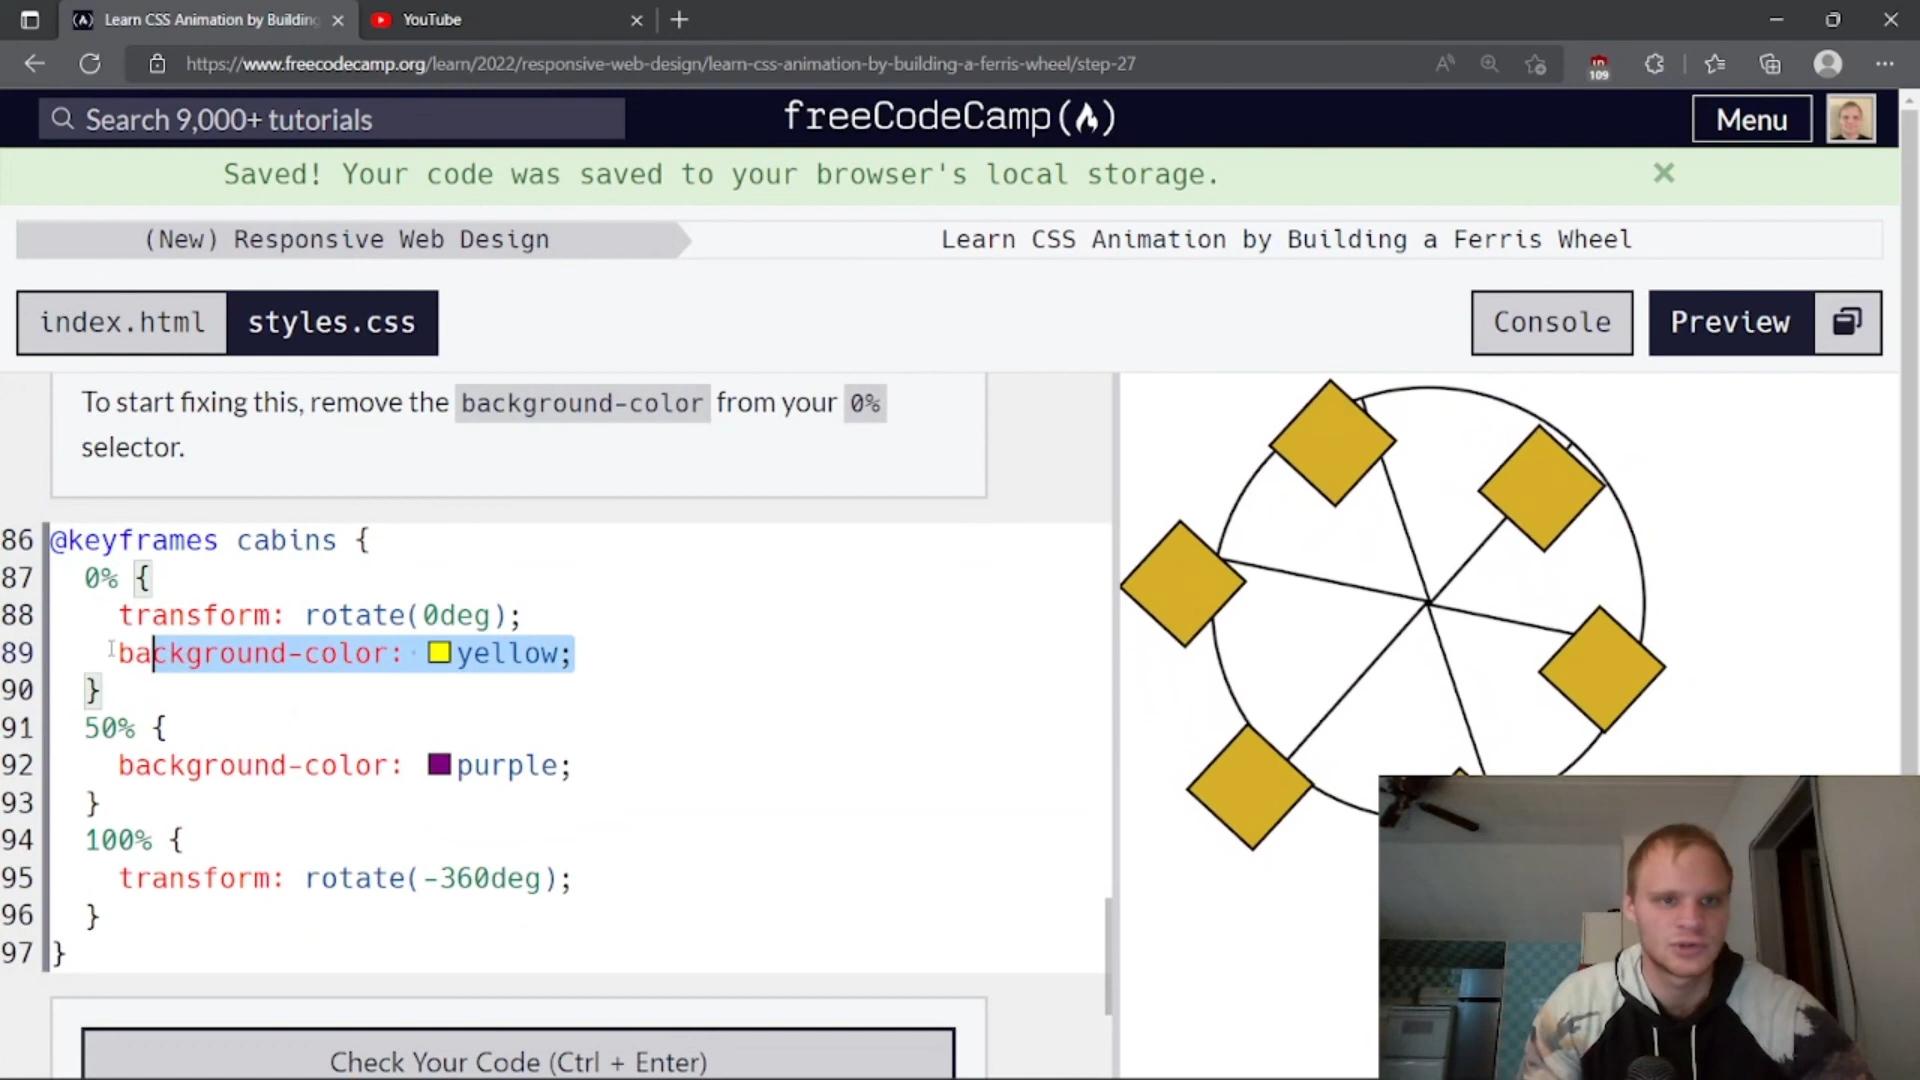 Learn CSS Animation by Building
YouTube
https://www.freecodecamp.org/learn/2022/responsive-web-design/learn-css-animation-by-building-a-ferris-wheel/step-27
109
Search 9,000+ tutorials
freeCodeCamp
Menu
Saved! Your code was saved to your browser's local storage.
(New) Responsive Web Design
Learn CSS Animation by Building a Ferris Wheel
index.html
styles.css
Console
Preview
To start fixing this, remove the background-color from your 0%
selector.
86 @keyframes cabins {
87 0% {
88 transform: rotate(0deg);
89 background-color: yellow;
90 }
91 50% {
92 background-color: purple;
93 }
94 100% {
95 transform: rotate(-360deg);
96 }
97 }
Check Your Code (Ctrl + Enter)